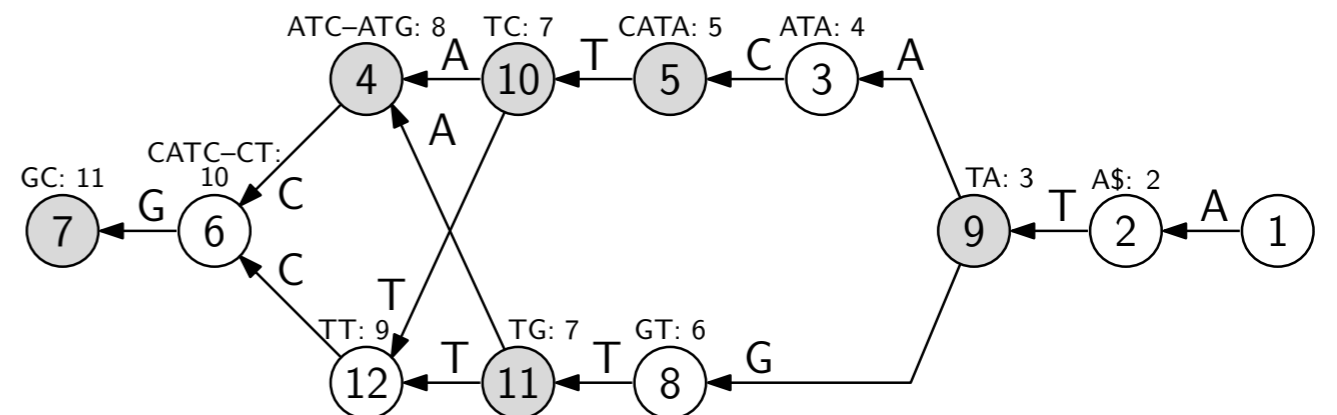 ATC–ATG: 8 TC: 7 CATA: 5 ATA: 4
4 A 10 T 5 C 3 A
A
CATC–CT:
10
GC: 11 TA: 3 A$: 2
7 G 6 C 9 T 2 A 1
C
T
TT: 9 TG: 7 GT: 6
12 T 11 T 8 G